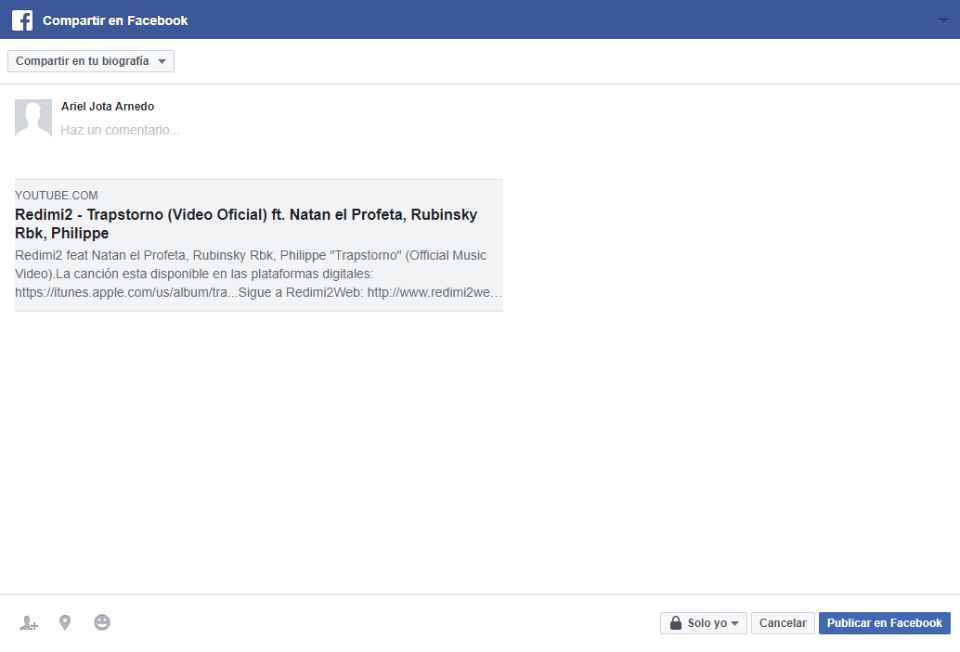 Compartir en Facebook
Compartir en tu biografía
Ariel Jota Arnedo
Haz un comentario...
YOUTUBE.COM
Redimi2 - Trapstorno (Video Oficial) ft. Natan el Profeta, Rubinsky
Rbk, Philippe
Redimi2 feat Natan el Profeta, Rubinsky Rbk, Philippe "Trapstorno" (Official Music
Video).La canción esta disponible en las plataformas digitales:
https://itunes.apple.com/us/album/tra...Sigue a Redimi2Web: http://www.redimi2we...
Solo yo
Cancelar
Publicar en Facebook